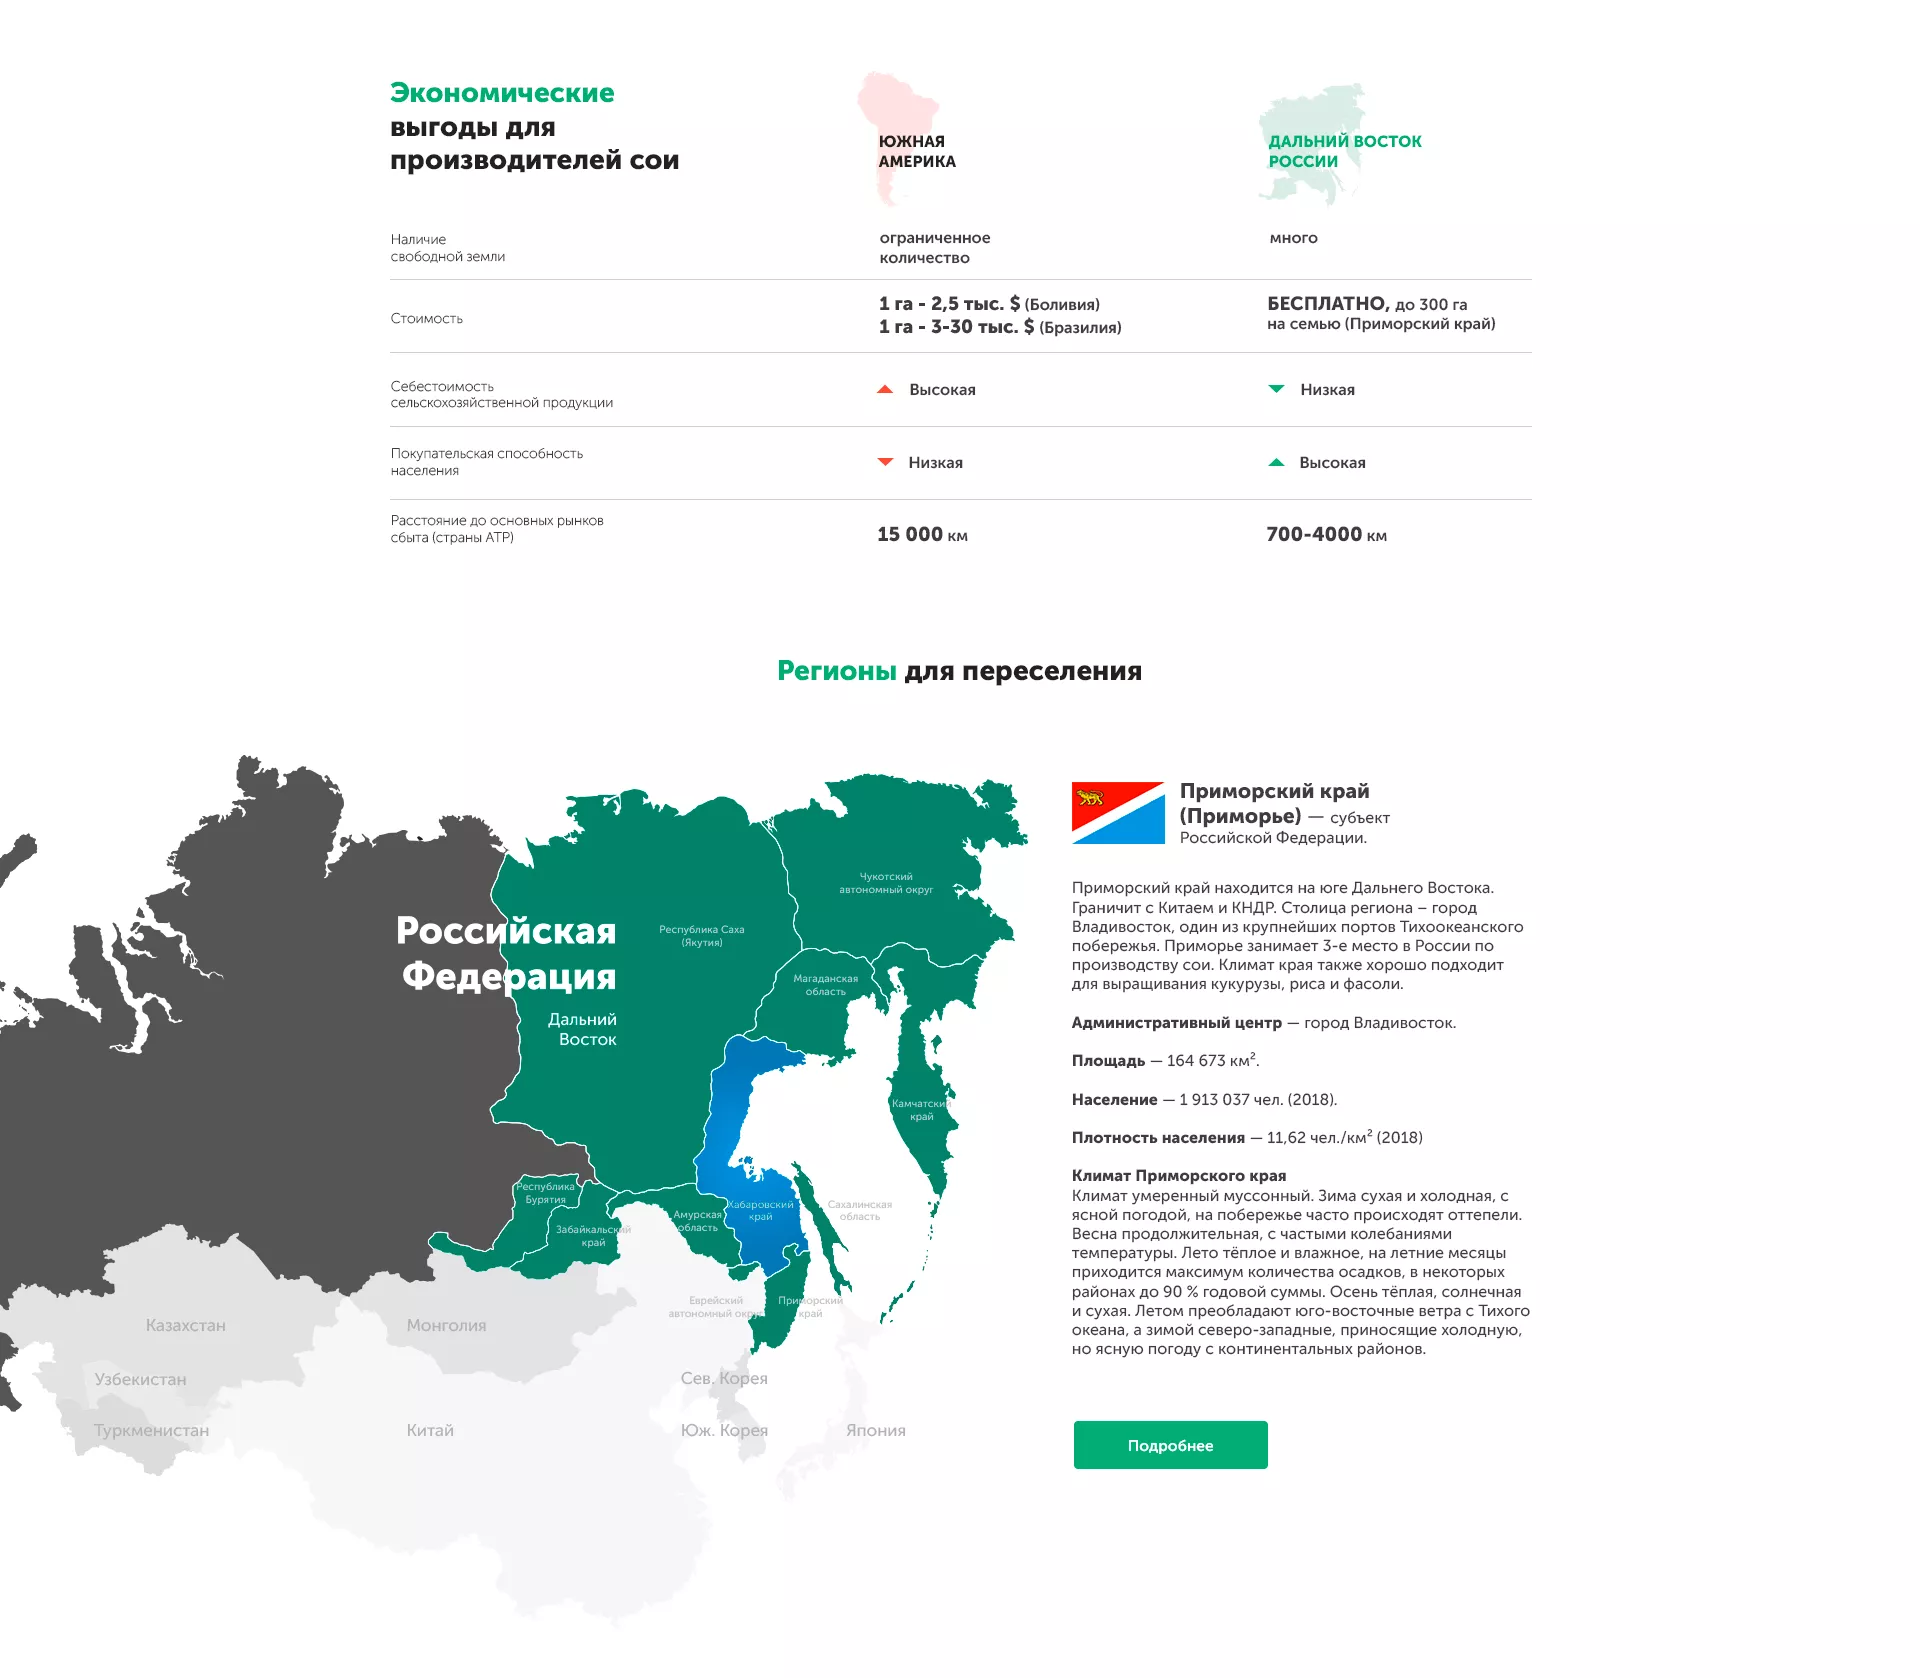 Экономические
выгоды для
производителей сои
ЮЖНАЯ
АМЕРИКА
ДАЛЬНИЙ ВОСТОК
РОССИИ
Наличие
свободной земли
ограниченное
количество
много
Стоимость
1 га - 2,5 тыс. $ (Боливия)
1 га - 3-30 тыс. $ (Бразилия)
БЕСПЛАТНО, до 300 га
на семью (Приморский край)
Себестоимость
сельскохозяйственной продукции
Высокая
Низкая
Покупательская способность
населения
Низкая
Высокая
Расстояние до основных рынков
сбыта (страны АТР)
15 000 км
700-4000 км
Регионы для переселения
Российская
Федерация
Дальний
Восток
Чукотский
автономный округ
Республика Саха
(Якутия)
Магаданская
область
Камчатский
край
Республика
Бурятия
Забайкальский
край
Амурская
область
Хабаровский
край
Сахалинская
область
Еврейский
автономный округ
Приморский
край
Казахстан
Монголия
Узбекистан
Сев. Корея
Туркменистан
Китай
Юж. Корея
Япония
Приморский край
(Приморье) — субъект
Российской Федерации.
Приморский край находится на юге Дальнего Востока.
Граничит с Китаем и КНДР. Столица региона – город
Владивосток, один из крупнейших портов Тихоокеанского
побережья. Приморье занимает 3-е место в России по
производству сои. Климат края также хорошо подходит
для выращивания кукурузы, риса и фасоли.
Административный центр — город Владивосток.
Площадь — 164 673 км².
Население — 1 913 037 чел. (2018).
Плотность населения — 11,62 чел./км² (2018)
Климат Приморского края
Климат умеренный муссонный. Зима сухая и холодная, с
ясной погодой, на побережье часто происходят оттепели.
Весна продолжительная, с частыми колебаниями
температуры. Лето тёплое и влажное, на летние месяцы
приходится максимум количества осадков, в некоторых
районах до 90 % годовой суммы. Осень тёплая, солнечная
и сухая. Летом преобладают юго-восточные ветра с Тихого
океана, а зимой северо-западные, приносящие холодную,
но ясную погоду с континентальных районов.
Подробнее